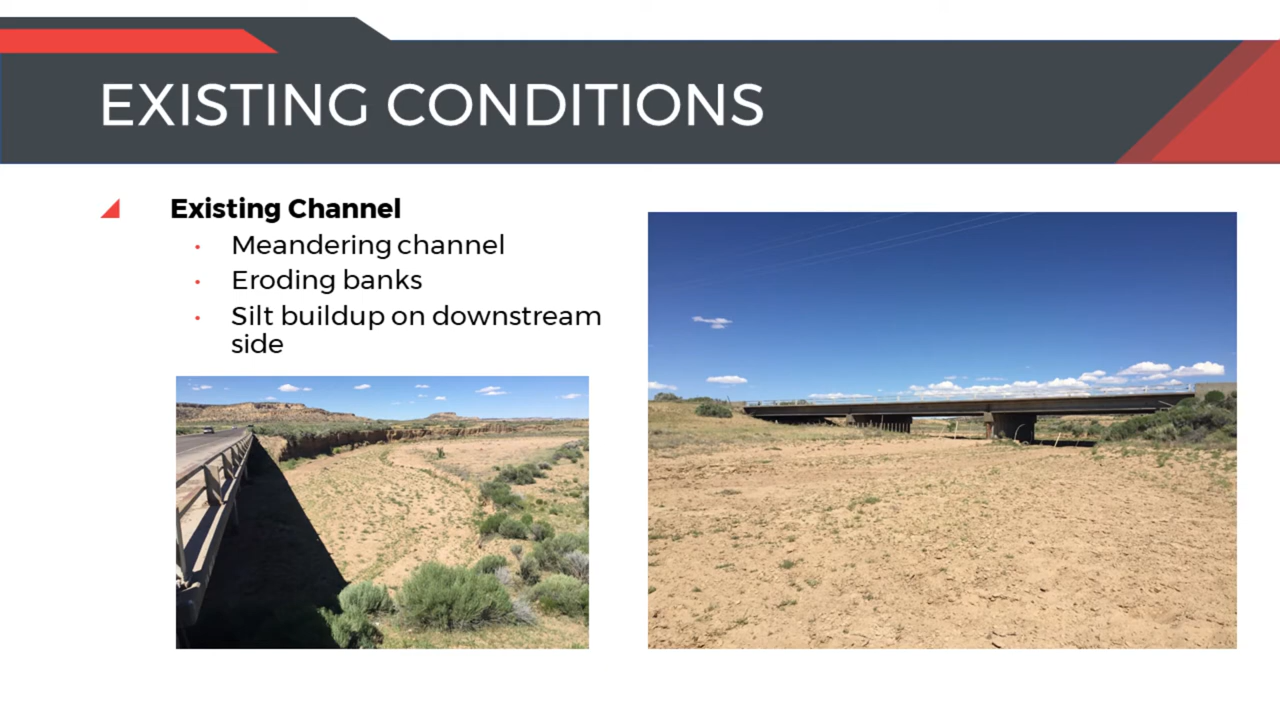 EXISTING CONDITIONS
Existing Channel
Meandering channel
Eroding banks
Silt buildup on downstream
side